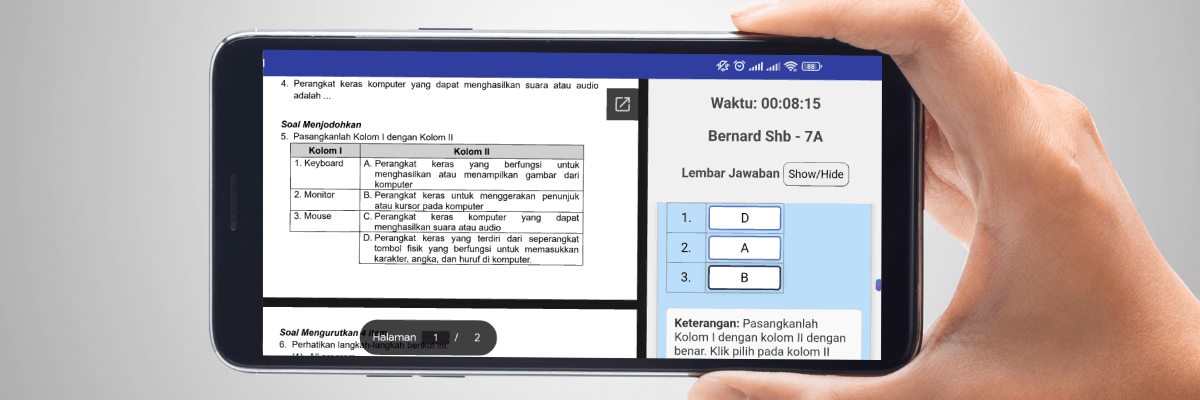 4. Perangkat keras komputer yang dapat menghasilkan suara atau audio
adalah ...
Soal Menjodohkan
5. Pasangkanlah Kolom I dengan Kolom II
Kolom I
Kolom II
1. Keyboard
A. Perangkat keras yang berfungsi untuk
menghasilkan atau menampilkan gambar dari
komputer
2. Monitor
B. Perangkat keras untuk menggerakan penunjuk
atau kursor pada komputer
3. Mouse
C. Perangkat keras komputer yang dapat
menghasilkan suara atau audio
D. Perangkat keras yang terdiri dari seperangkat
tombol fisik yang berfungsi untuk memasukkan
karakter, angka, dan huruf di komputer.
Soal Mengurutkan 4 item
6. Perhatikan langkah-langkah berikut ini.
Halaman 1 / 2
88
Waktu: 00:08:15
Bernard Shb - 7A
Lembar Jawaban Show/Hide
1. D
2. A
3. B
Keterangan: Pasangkanlah
Kolom I dengan kolom II dengan
benar. Klik pilih pada kolom II